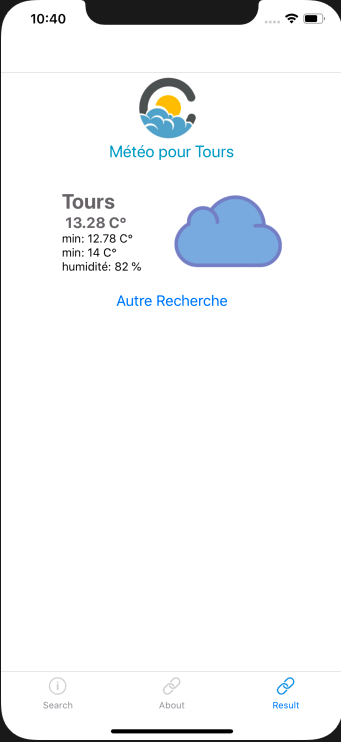 10:40
Météo pour Tours
Tours
13.28 C°
min: 12.78 C°
min: 14 C°
humidité: 82 %
Autre Recherche
Search About Result